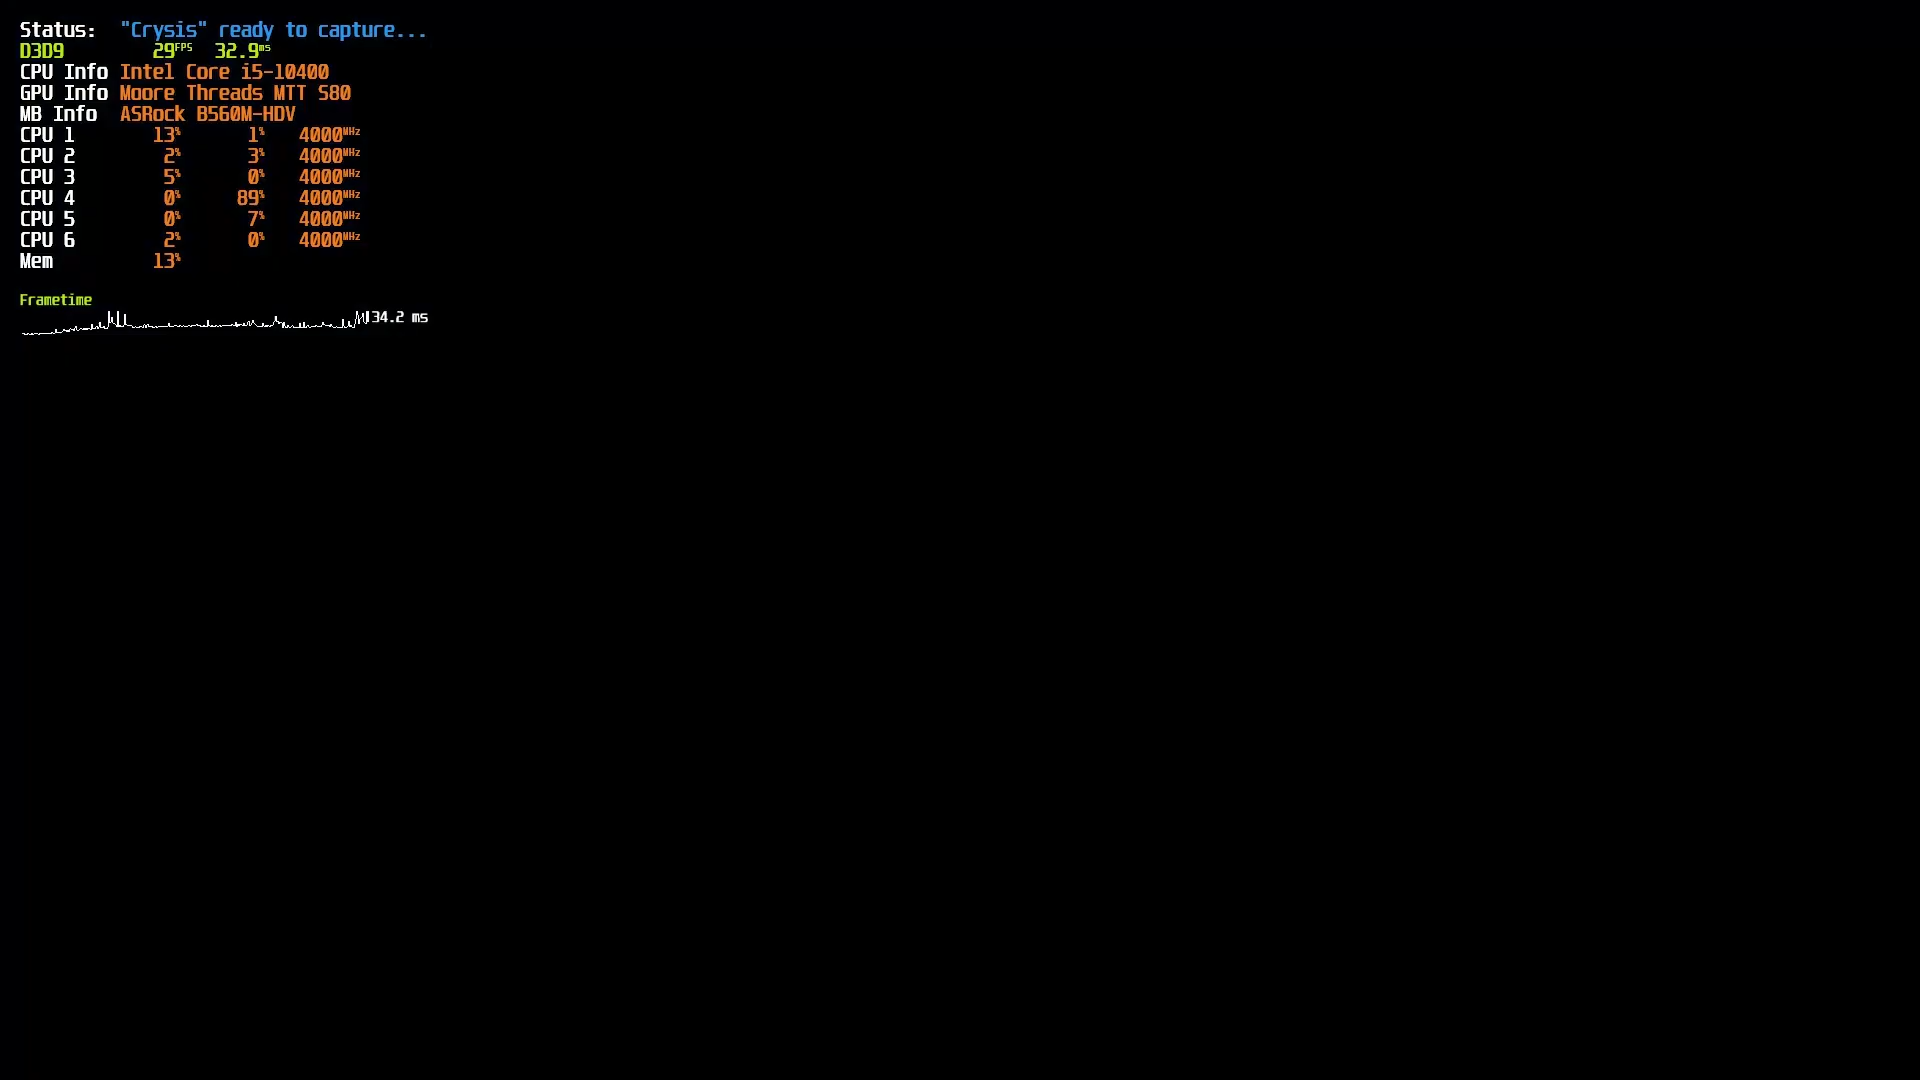 Status: "Crysis" ready to capture...
D3D9 29FPS 32.9ms
CPU Info Intel Core i5-10400
GPU Info Moore Threads MTT S80
MB Info ASRock B560M-HDV
CPU 1 13% 1% 4000MHz
CPU 2 2% 3% 4000MHz
CPU 3 5% 0% 4000MHz
CPU 4 0% 89% 4000MHz
CPU 5 0% 7% 4000MHz
CPU 6 2% 0% 4000MHz
Mem 13%
Frametime
34.2 ms